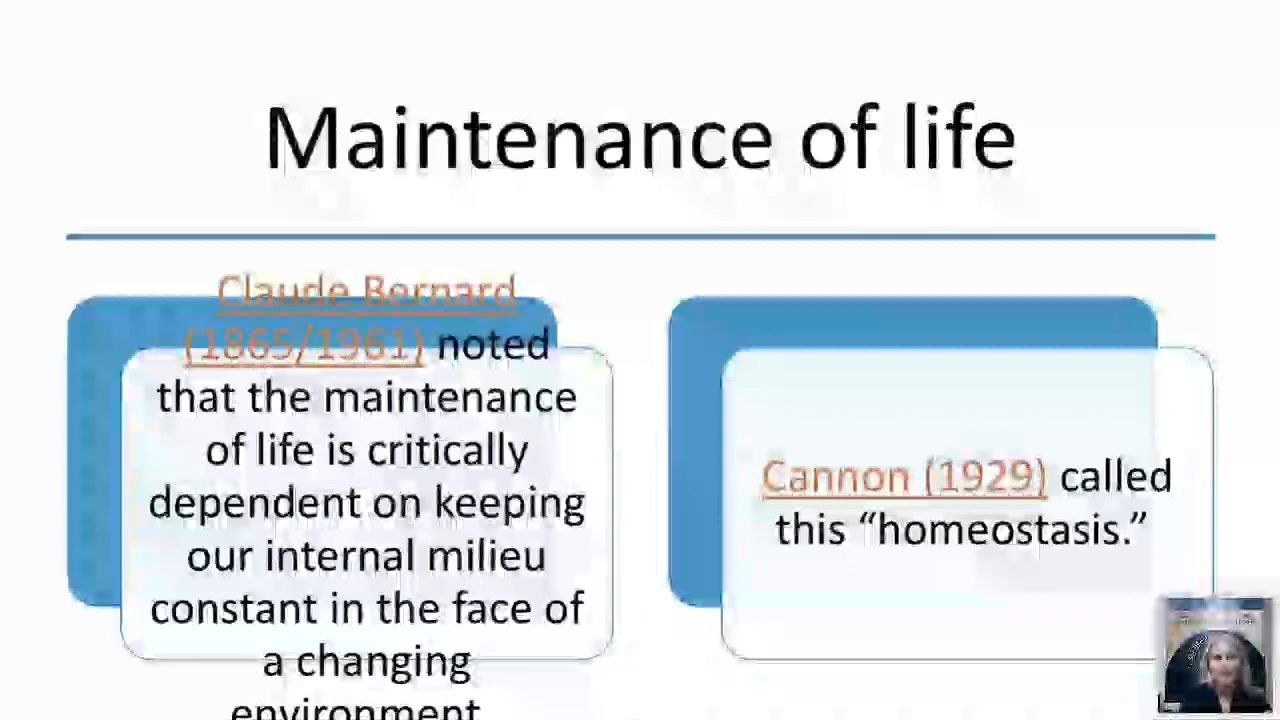 Maintenance of life
Claude Bernard
(1865/1961) noted
that the maintenance
of life is critically
dependent on keeping
our internal milieu
constant in the face of
a changing
environment
Cannon (1929) called
this “homeostasis.”